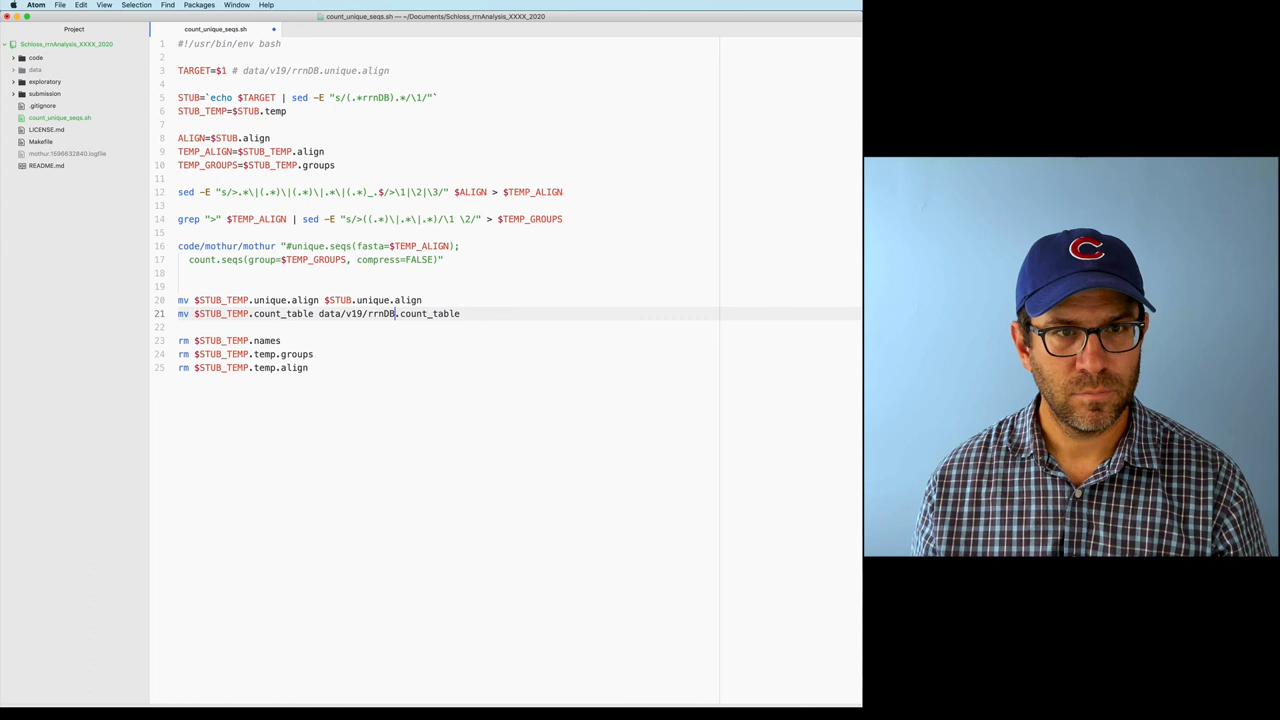 Atom File Edit View Selection Find Packages Window Help
count_unique_seqs.sh — ~/Documents/Schloss_rrnAnalysis_XXXX_2020
Project
count_unique_seqs.sh
Schloss_rrnAnalysis_XXXX_2020
code
data
exploratory
submission
.gitignore
count_unique_seqs.sh
LICENSE.md
Makefile
mothur.1596632840.logfile
README.md
1 #!/usr/bin/env bash
2
3 TARGET=$1 # data/v19/rrnDB.unique.align
4
5 STUB=`echo $TARGET | sed -E "s/(.*rrnDB).*/\1/"`
6 STUB_TEMP=$STUB.temp
7
8 ALIGN=$STUB.align
9 TEMP_ALIGN=$STUB_TEMP.align
10 TEMP_GROUPS=$STUB_TEMP.groups
11
12 sed -E "s/>.*\|(.*)\|(.*)\|.*\|(.*)_.$/>\1|\2|\3/" $ALIGN > $TEMP_ALIGN
13
14 grep ">" $TEMP_ALIGN | sed -E "s/>((.*)\|.*\|.*)/\1 \2/" > $TEMP_GROUPS
15
16 code/mothur/mothur "#unique.seqs(fasta=$TEMP_ALIGN);
17 count.seqs(group=$TEMP_GROUPS, compress=FALSE)"
18
19
20 mv $STUB_TEMP.unique.align $STUB.unique.align
21 mv $STUB_TEMP.count_table data/v19/rrnDB.count_table
22
23 rm $STUB_TEMP.names
24 rm $STUB_TEMP.temp.groups
25 rm $STUB_TEMP.temp.align